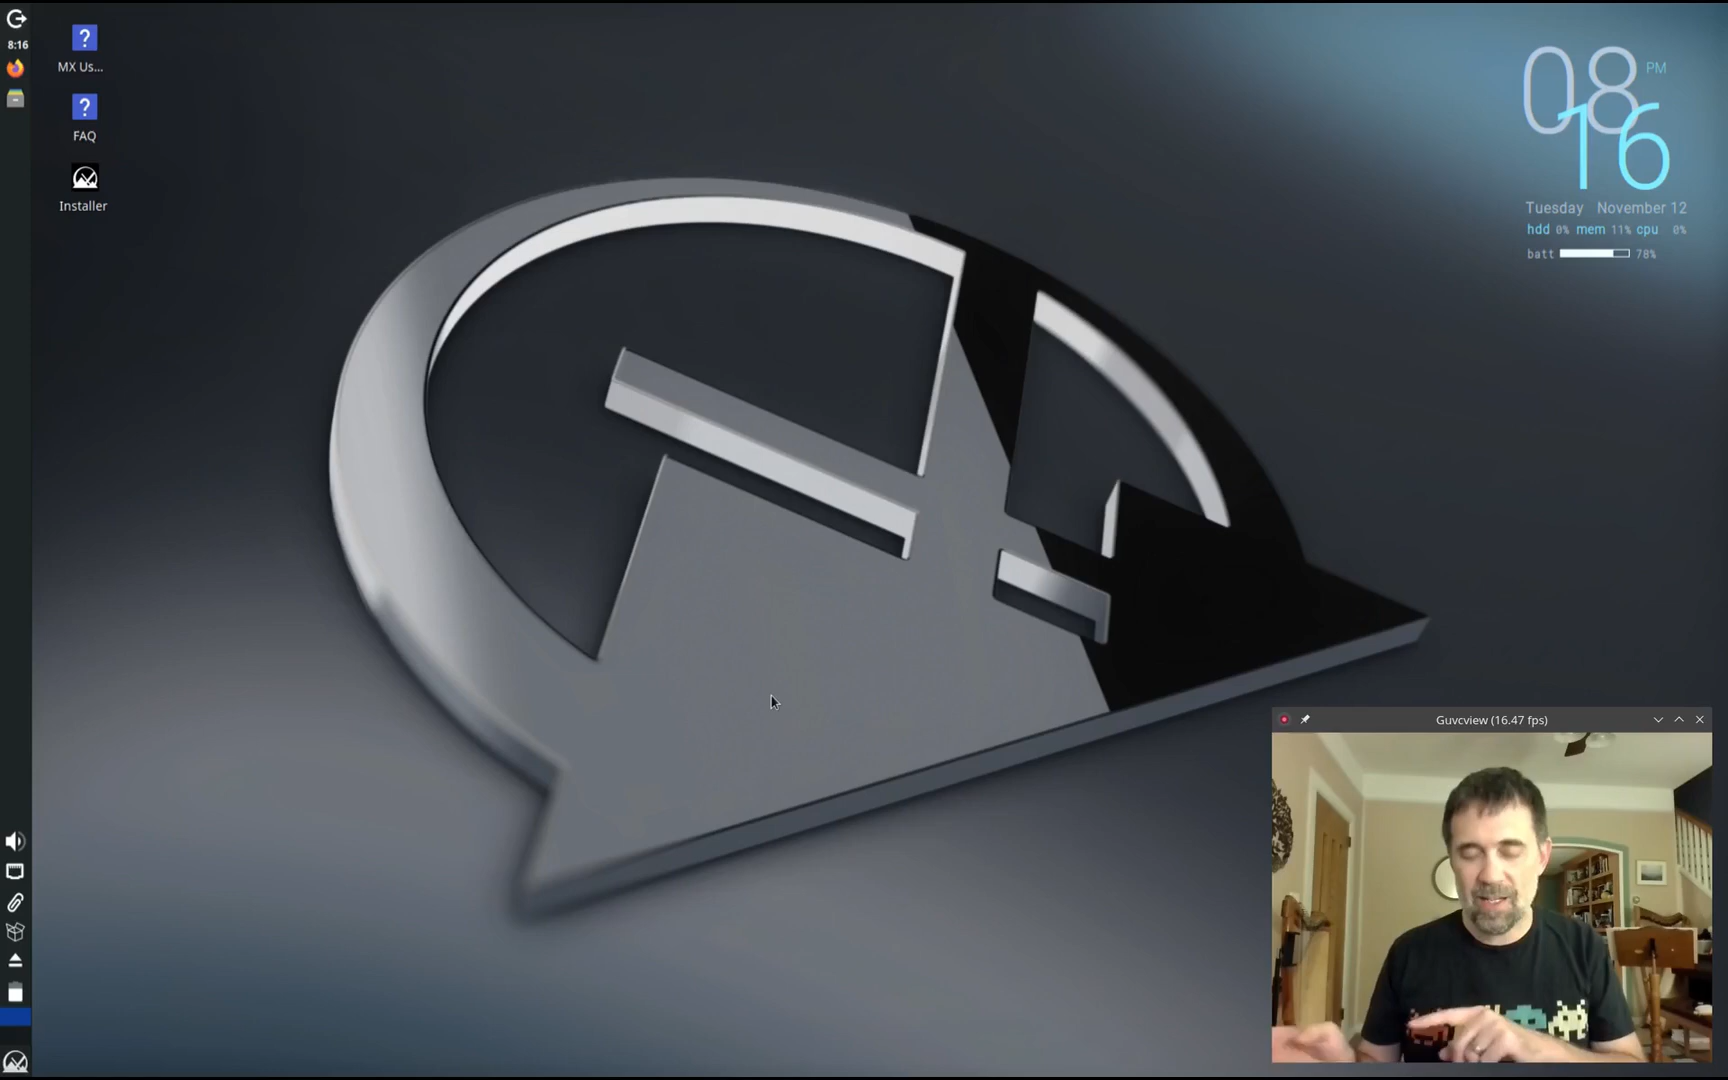 8:16
MX Us...
FAQ
Installer
08 PM
16
Tuesday November 12
hdd 0% mem 11% cpu 0%
batt 78%
Guvcview (16.47 fps)